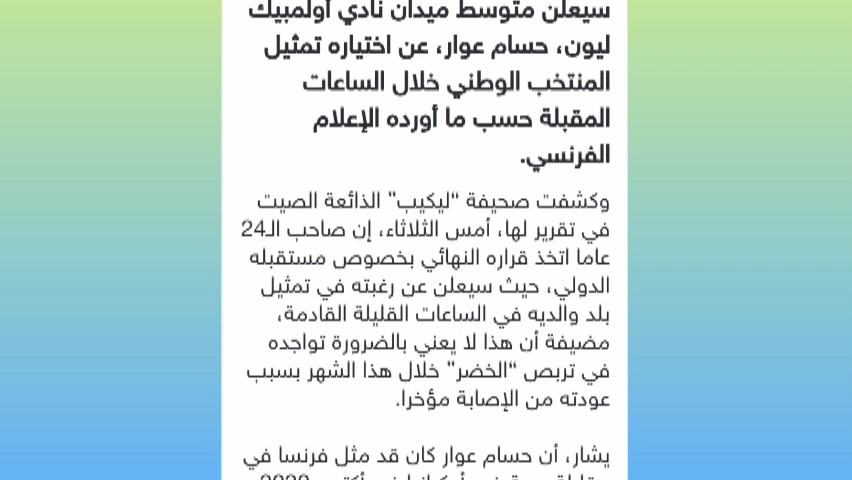 سيعلن متوسط ميدان نادي أولمبيك
ليون، حسام عوار، عن اختياره تمثيل
المنتخب الوطني خلال الساعات
المقبلة حسب ما أورده الإعلام
الفرنسي.
وكشفت صحيفة “ليكيب” الذائعة الصيت
في تقرير لها، أمس الثلاثاء، إن صاحب الـ24
عاما اتخذ قراره النهائي بخصوص مستقبله
الدولي، حيث سيعلن عن رغبته في تمثيل
بلد والديه في الساعات القليلة القادمة،
مضيفة أن هذا لا يعني بالضرورة تواجده
في تربص “الخضر” خلال هذا الشهر بسبب
عودته من الإصابة مؤخرا.
يشار، أن حسام عوار كان قد مثل فرنسا في